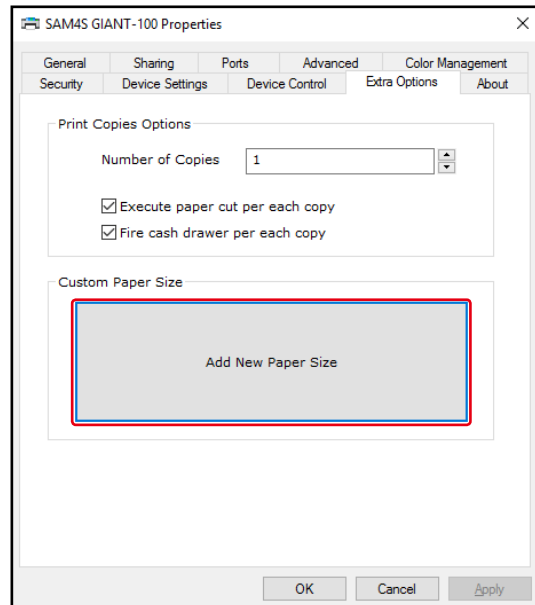 SAM4S GIANT-100 Properties
General Sharing Ports Advanced Color Management
Security Device Settings Device Control Extra Options About
Print Copies Options
Number of Copies 1
Execute paper cut per each copy
Fire cash drawer per each copy
Custom Paper Size
Add New Paper Size
OK Cancel Apply